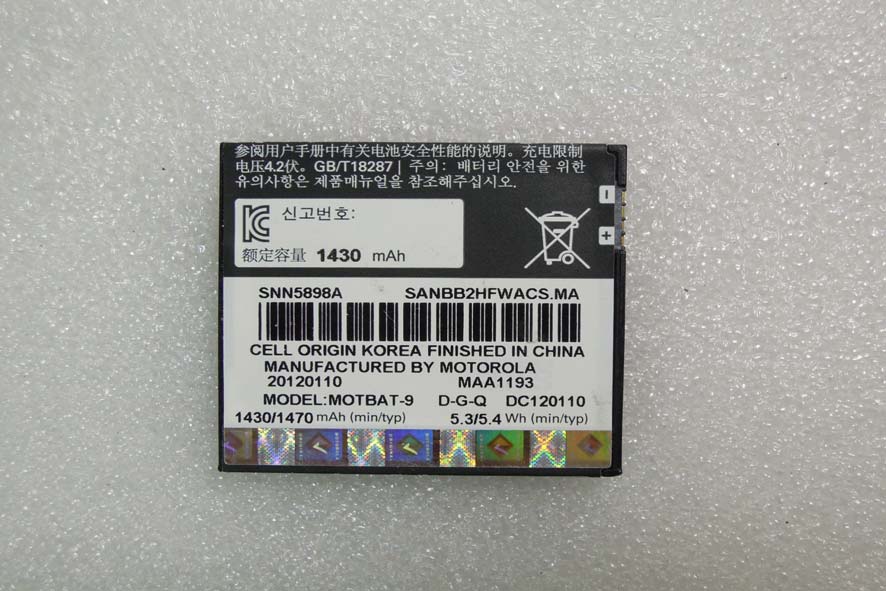 参阅用户手册中有关电池安全性能的说明。充电限制
电压4.2伏。GB/T18287 | 주의: 배터리 안전을 위한
유의사항은 제품매뉴얼을 참조해주십시오.
신고번호:
额定容量 1430 mAh
SNN5898A SANBB2HFWACS.MA
CELL ORIGIN KOREA FINISHED IN CHINA
MANUFACTURED BY MOTOROLA
20120110 MAA1193
MODEL:MOTBAT-9 D-G-Q DC120110
1430/1470 mAh (min/typ) 5.3/5.4 Wh (min/typ)